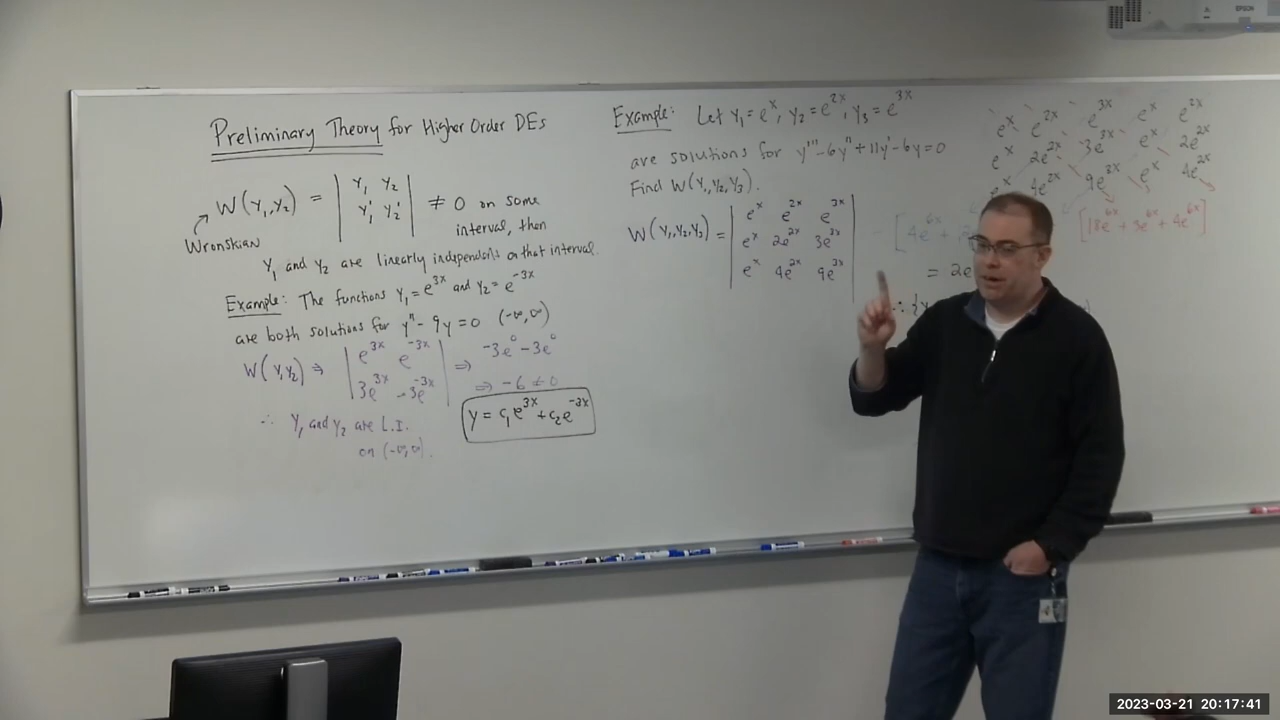 Preliminary Theory for Higher Order DEs
W(y₁,y₂) = | y₁ y₂ | ≠ 0 on some
| y₁' y₂' | interval, then
Wronskian
y₁ and y₂ are linearly independent on that interval.
Example: The functions y₁ = e^{3x} and y₂ = e^{-3x}
are both solutions for y'' - 9y = 0 (-∞,∞)
W(y₁,y₂) ⇒ | e^{3x} e^{-3x} | ⇒ -3e⁰ - 3e⁰
| 3e^{3x} -3e^{-3x} | ⇒ -6 ≠ 0
∴ y₁ and y₂ are L.I.
on (-∞,∞).
y = c₁e^{3x} + c₂e^{-3x}
Example: Let y₁ = e^x, y₂ = e^{2x}, y₃ = e^{3x}
are solutions for y''' - 6y'' + 11y' - 6y = 0
Find W(y₁,y₂,y₃).
W(y₁,y₂,y₃) = | e^x e^{2x} e^{3x} |
| e^x 2e^{2x} 3e^{3x} |
| e^x 4e^{2x} 9e^{3x} |
e^x e^{2x} e^{3x} e^x e^{2x}
e^x 2e^{2x} 3e^{3x} e^x 2e^{2x}
e^x 4e^{2x} 9e^{3x} e^x 4e^{2x}
[18e^{6x} + 3e^{6x} + 4e^{6x}]
= 2e
EPSON
2023-03-21 20:17:41